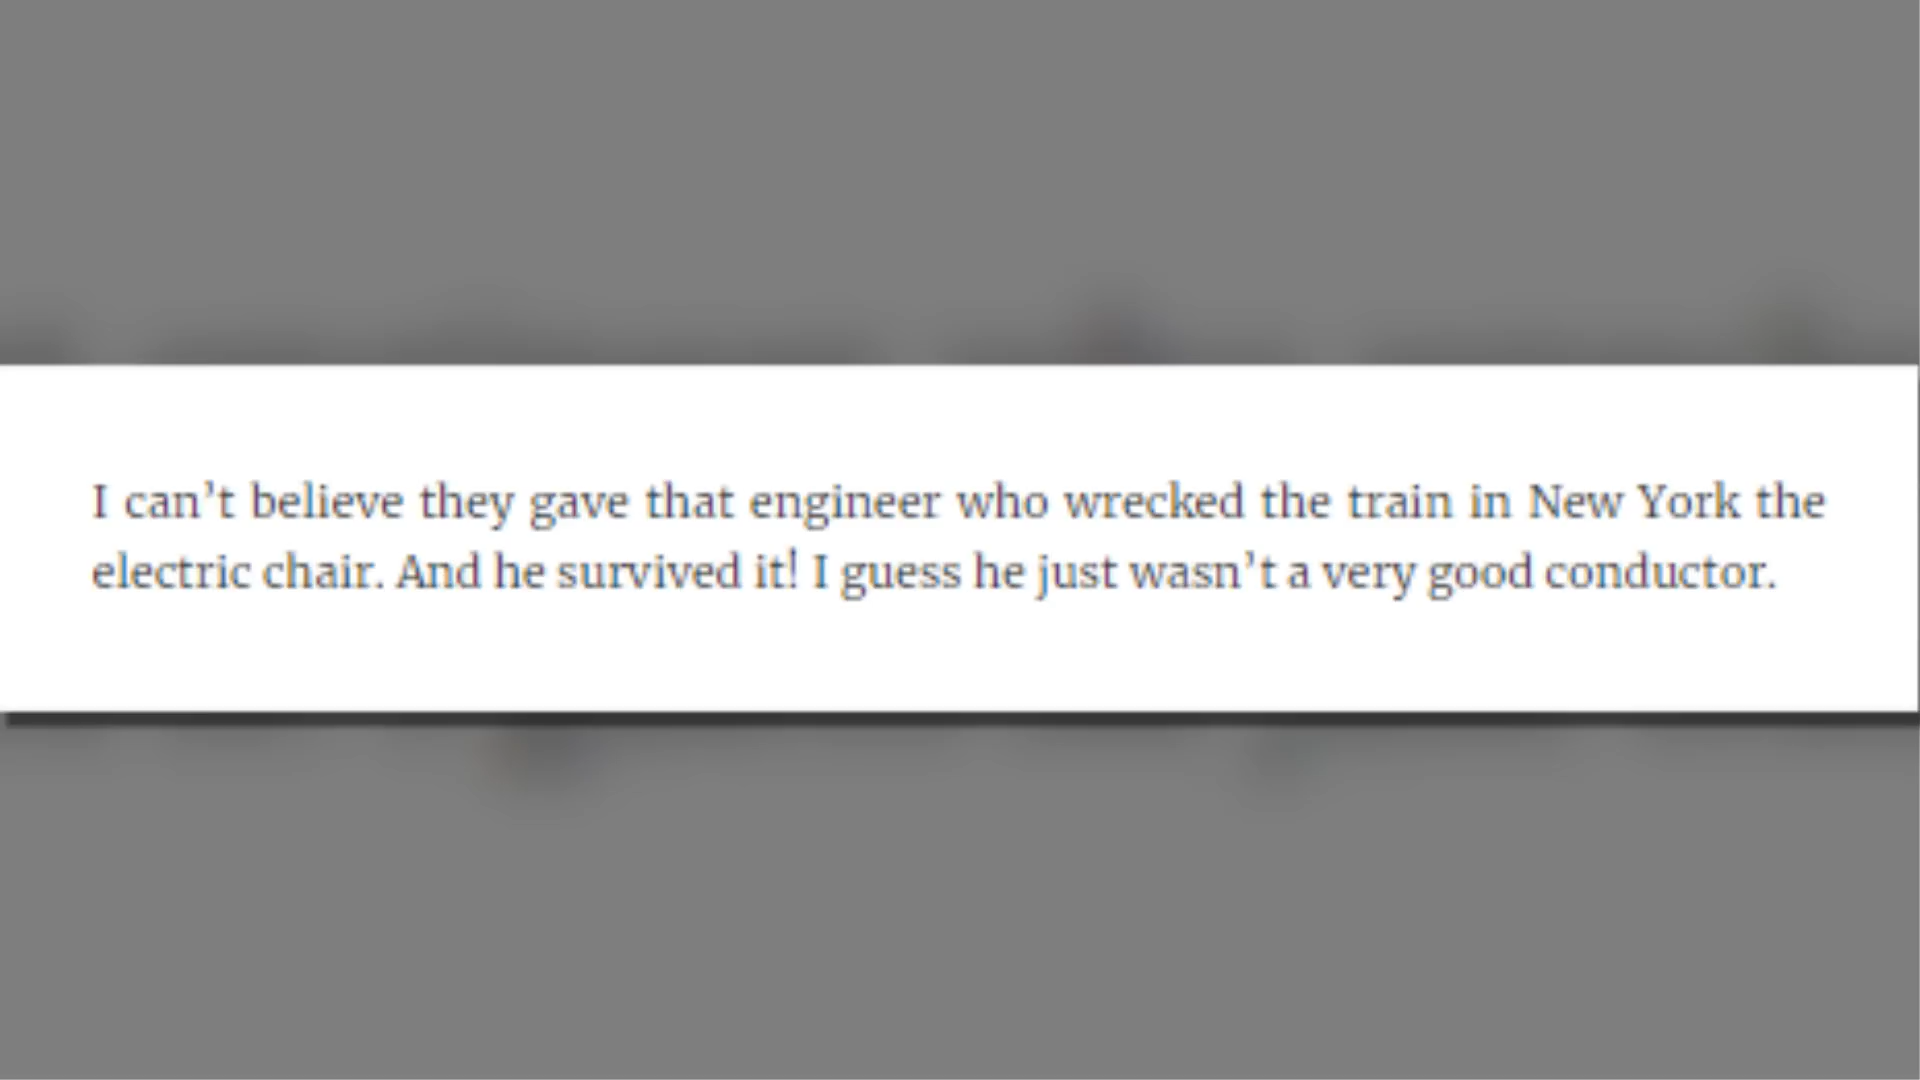 I can’t believe they gave that engineer who wrecked the train in New York the
electric chair. And he survived it! I guess he just wasn’t a very good conductor.